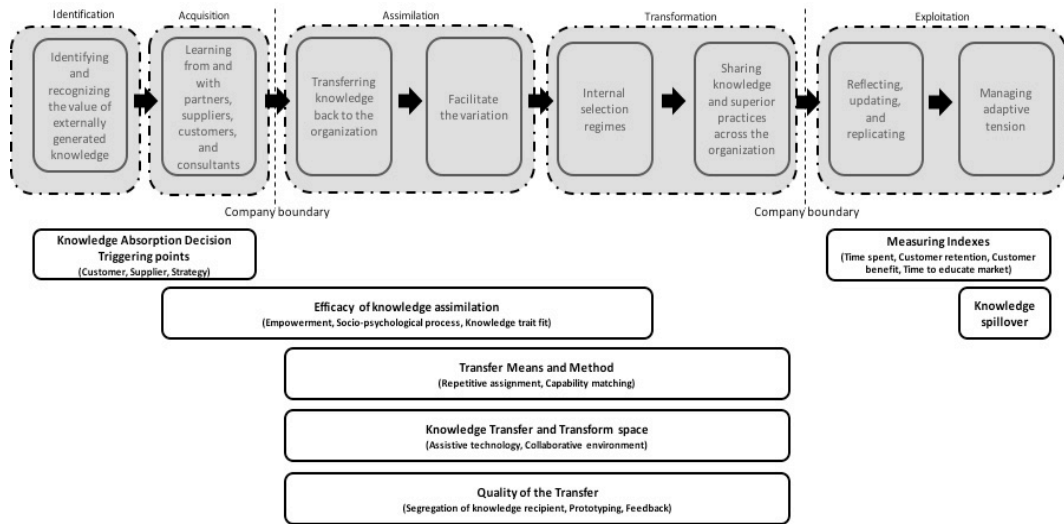 Identification
Acquisition
Assimilation
Transformation
Exploitation
Identifying
and
recognizing
the value of
externally
generated
knowledge
Learning
from and
with
partners,
suppliers,
customers,
and
consultants
Transferring
knowledge
back to the
organization
Facilitate
the variation
Internal
selection
regimes
Sharing
knowledge
and superior
practices
across the
organization
Reflecting,
updating,
and
replicating
Managing
adaptive
tension
Company boundary
Company boundary
Knowledge Absorption Decision
Triggering points
(Customer, Supplier, Strategy)
Measuring Indexes
(Time spent, Customer retention, Customer
benefit, Time to educate market)
Efficacy of knowledge assimilation
(Empowerment, Socio-psychological process, Knowledge trait fit)
Knowledge
spillover
Transfer Means and Method
(Repetitive assignment, Capability matching)
Knowledge Transfer and Transform space
(Assistive technology, Collaborative environment)
Quality of the Transfer
(Segregation of knowledge recipient, Prototyping, Feedback)